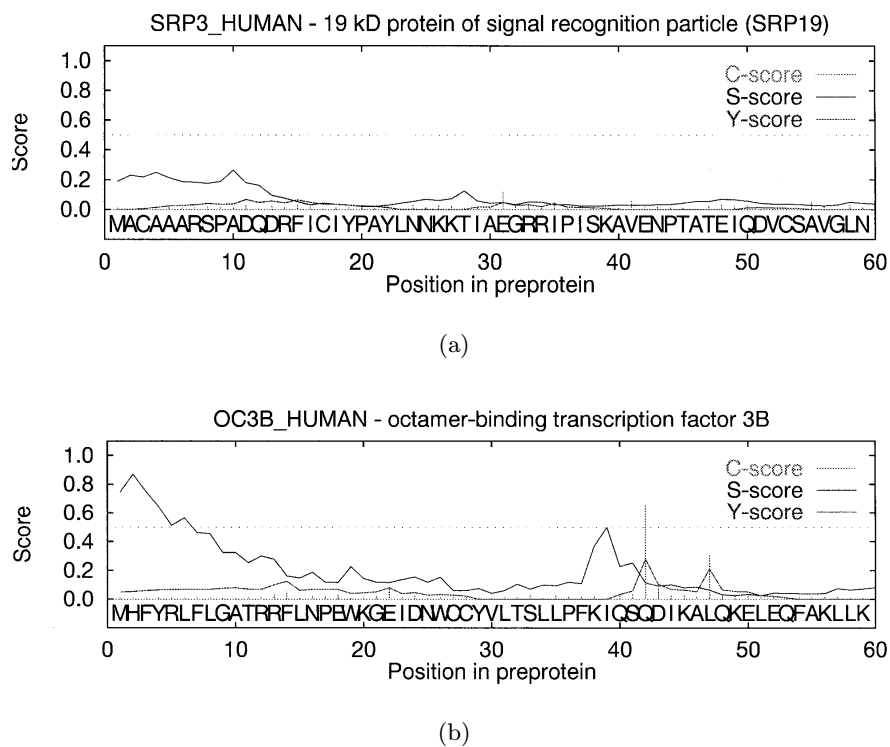 SRP3_HUMAN - 19 kD protein of signal recognition particle (SRP19)
1.0
0.8
0.6
0.4
0.2
0.0
Score
C-score
S-score
Y-score
MACAAARSPADQDRFICIYPAYLNNKKTIAEGRRIPISKAVENPTATEIQDVCSAVGLN
0 10 20 30 40 50 60
Position in preprotein
(a)
OC3B_HUMAN - octamer-binding transcription factor 3B
1.0
0.8
0.6
0.4
0.2
0.0
Score
C-score
S-score
Y-score
MHFYRLFLGATRRFLNPEWKGEIDNWCCYVLTSLLPFKIQSQDIKALQKELEQFAKLLK
0 10 20 30 40 50 60
Position in preprotein
(b)